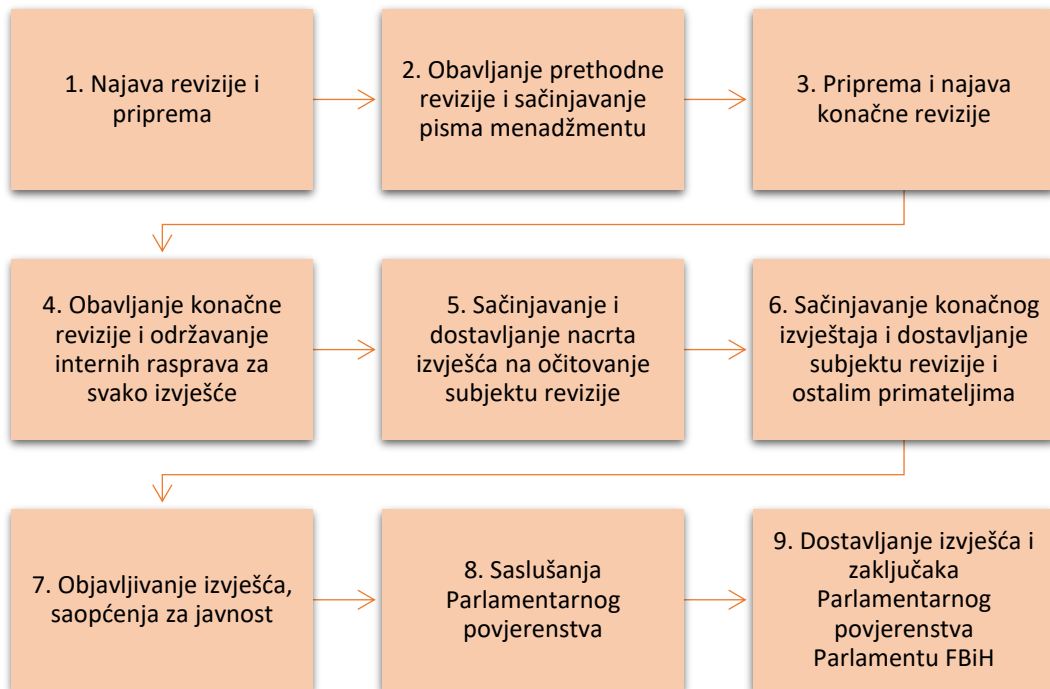 1. Najava revizije i
priprema
2. Obavljanje prethodne
revizije i sačinjavanje
pisma menadžmentu
3. Priprema i najava
konačne revizije
4. Obavljanje konačne
revizije i održavanje
internih rasprava za
svako izvješće
5. Sačinjavanje i
dostavljanje nacrta
izvješća na očitovanje
subjektu revizije
6. Sačinjavanje konačnog
izvještaja i dostavljanje
subjektu revizije i
ostalim primateljima
7. Objavljivanje izvješća,
saopćenja za javnost
8. Saslušanja
Parlamentarnog
povjerenstva
9. Dostavljanje izvješća i
zaključaka
Parlamentarnog
povjerenstva
Parlamentu FBiH